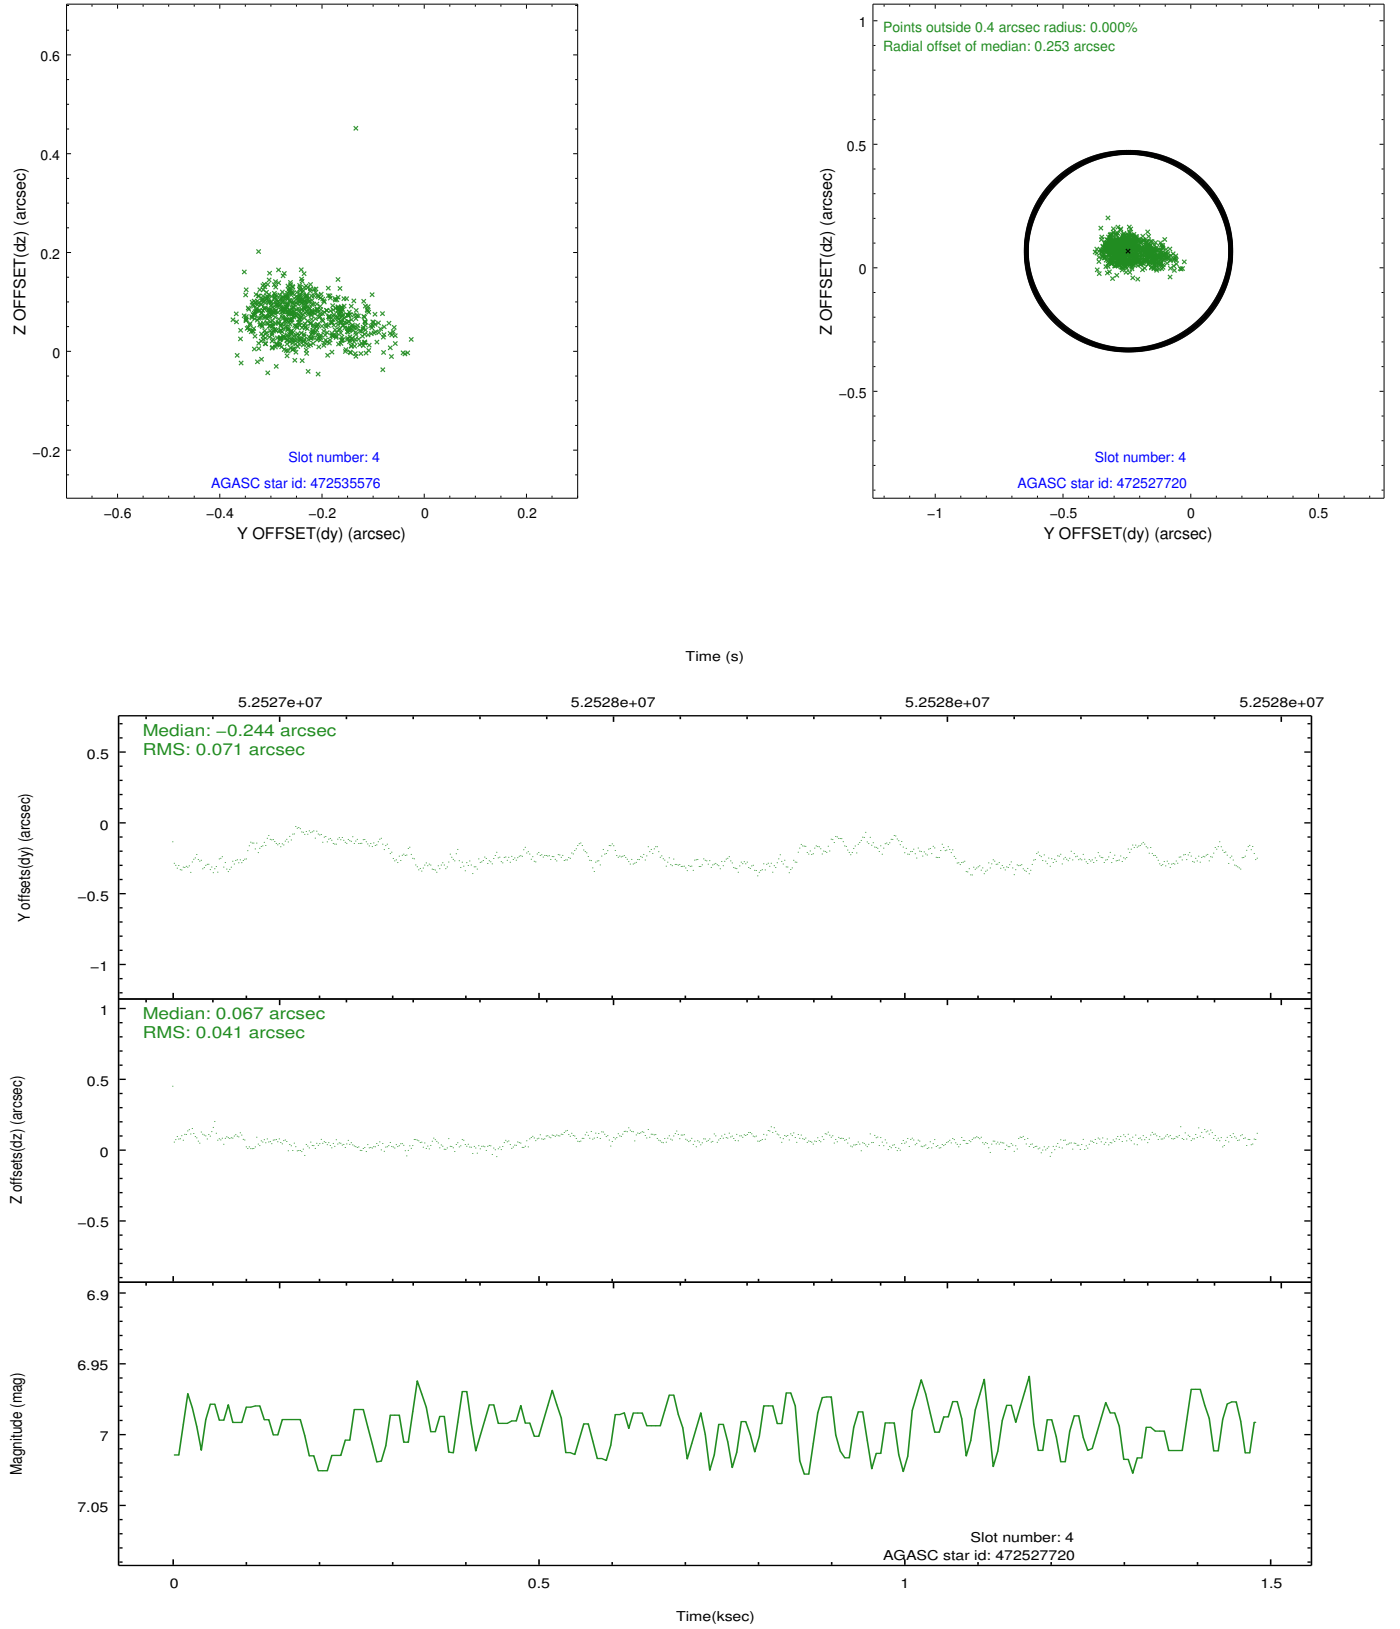 0.6
0.4
0.2
0
−0.2
Z OFFSET(dz) (arcsec)
Slot number: 4
AGASC star id: 472535576
−0.6
−0.4
−0.2
0
0.2
Y OFFSET(dy) (arcsec)
Points outside 0.4 arcsec radius: 0.000%
Radial offset of median: 0.253 arcsec
1
0.5
0
−0.5
Z OFFSET(dz) (arcsec)
Slot number: 4
AGASC star id: 472527720
−1
−0.5
0
0.5
Y OFFSET(dy) (arcsec)
Time (s)
5.2527e+07
5.2528e+07
5.2528e+07
5.2528e+07
Median: −0.244 arcsec
RMS: 0.071 arcsec
0.5
0
−0.5
−1
Y offsets(dy) (arcsec)
Median: 0.067 arcsec
RMS: 0.041 arcsec
1
0.5
0
−0.5
Z offsets(dz) (arcsec)
6.9
6.95
7
7.05
Magnitude (mag)
Slot number: 4
AGASC star id: 472527720
0
0.5
1
1.5
Time(ksec)